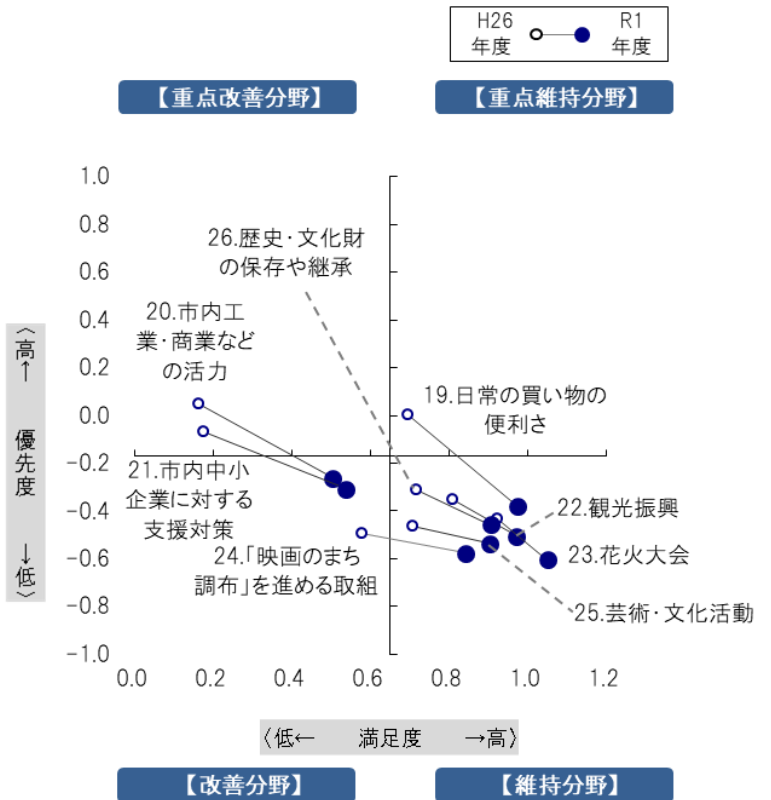 H26
年度
R1
年度
【重点改善分野】
【重点維持分野】
1.0
0.8
0.6
0.4
0.2
0.0
-0.2
-0.4
-0.6
-0.8
-1.0
26.歴史・文化財
の保存や継承
20.市内工
業・商業など
の活力
19.日常の買い物の
便利さ
21.市内中小
企業に対する
支援対策
22.観光振興
24.「映画のまち
調布」を進める取組
23.花火大会
25.芸術・文化活動
〈高↑ 優先度 ↓低〉
0.0 0.2 0.4 0.6 0.8 1.0 1.2
〈低← 満足度 →高〉
【改善分野】
【維持分野】